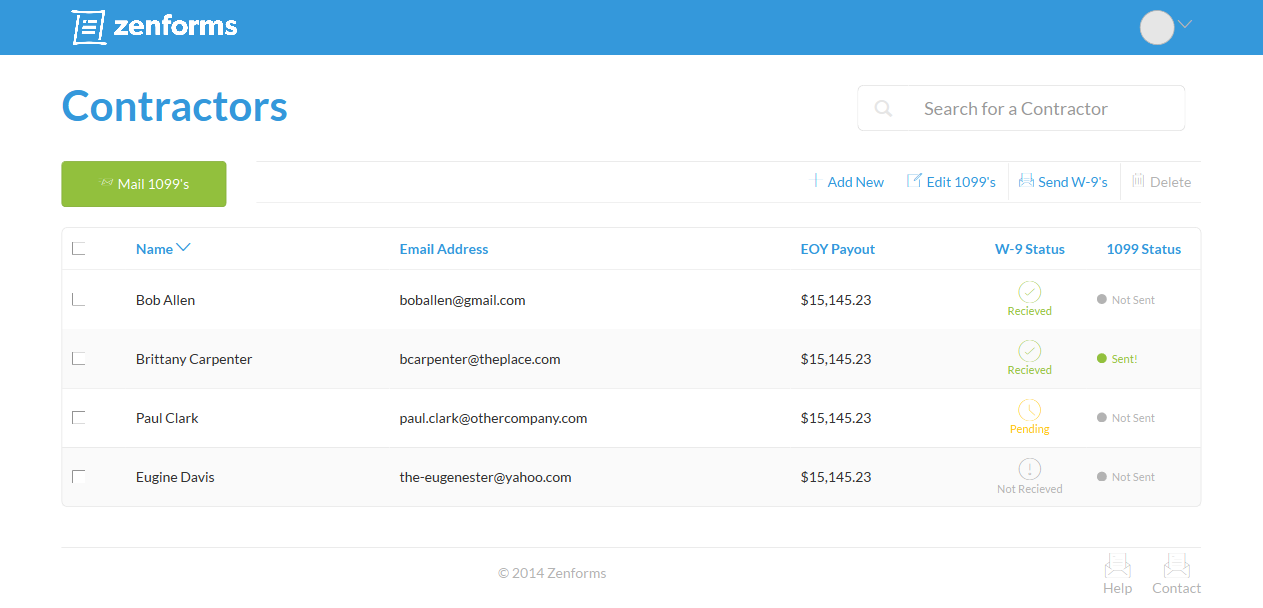 zenforms
Contractors
Search for a Contractor
Mail 1099's
Add New
Edit 1099's
Send W-9's
Delete
Name Email Address EOY Payout W-9 Status 1099 Status
Bob Allen boballen@gmail.com $15,145.23 Recieved Not Sent
Brittany Carpenter bcarpenter@theplace.com $15,145.23 Recieved Sent!
Paul Clark paul.clark@othercompany.com $15,145.23 Pending Not Sent
Eugine Davis the-eugenester@yahoo.com $15,145.23 Not Recieved Not Sent
© 2014 Zenforms
Help
Contact